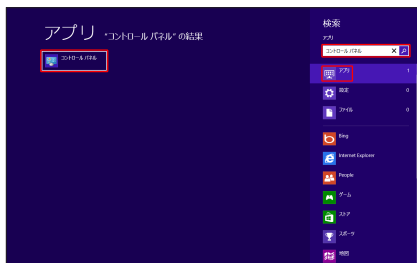 アプリ "コントロール パネル" の結果
コントロール パネル
検索
アプリ
コントロール パネル
アプリ 1
設定 0
ファイル 0
Bing
Internet Explorer
People
ゲーム
ストア
スポーツ
地図